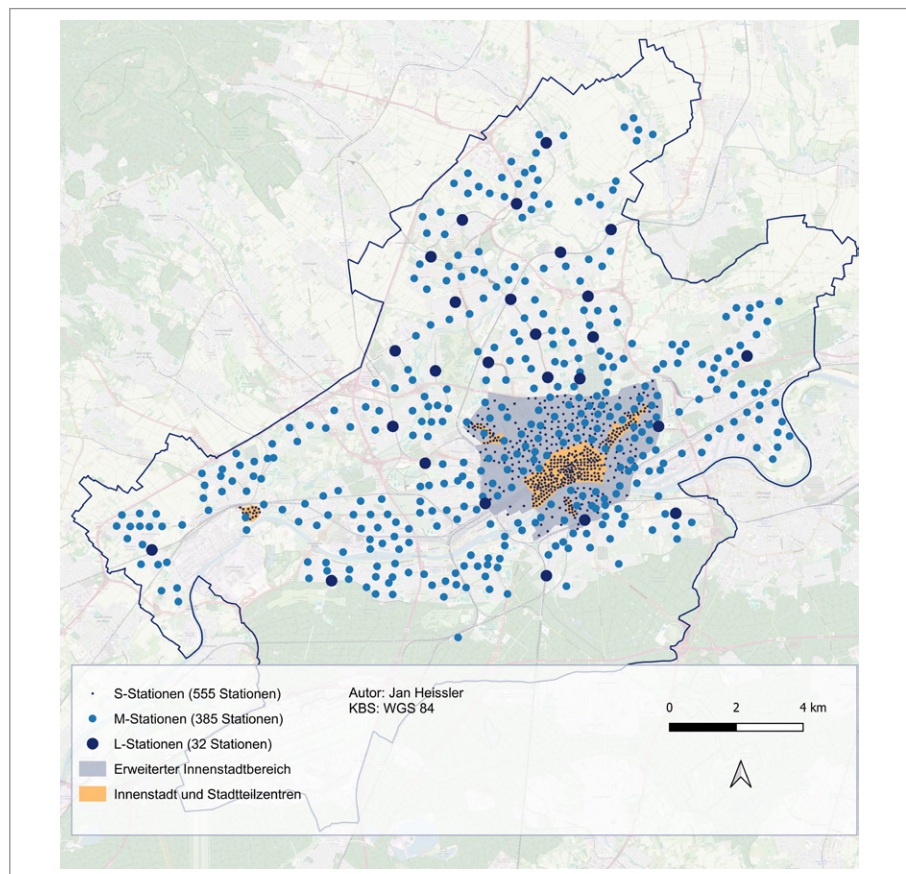 S-Stationen (555 Stationen)
M-Stationen (385 Stationen)
L-Stationen (32 Stationen)
Erweiterter Innenstadtbereich
Innenstadt und Stadtteilzentren
Autor: Jan Heissler
KBS: WGS 84
0 2 4 km